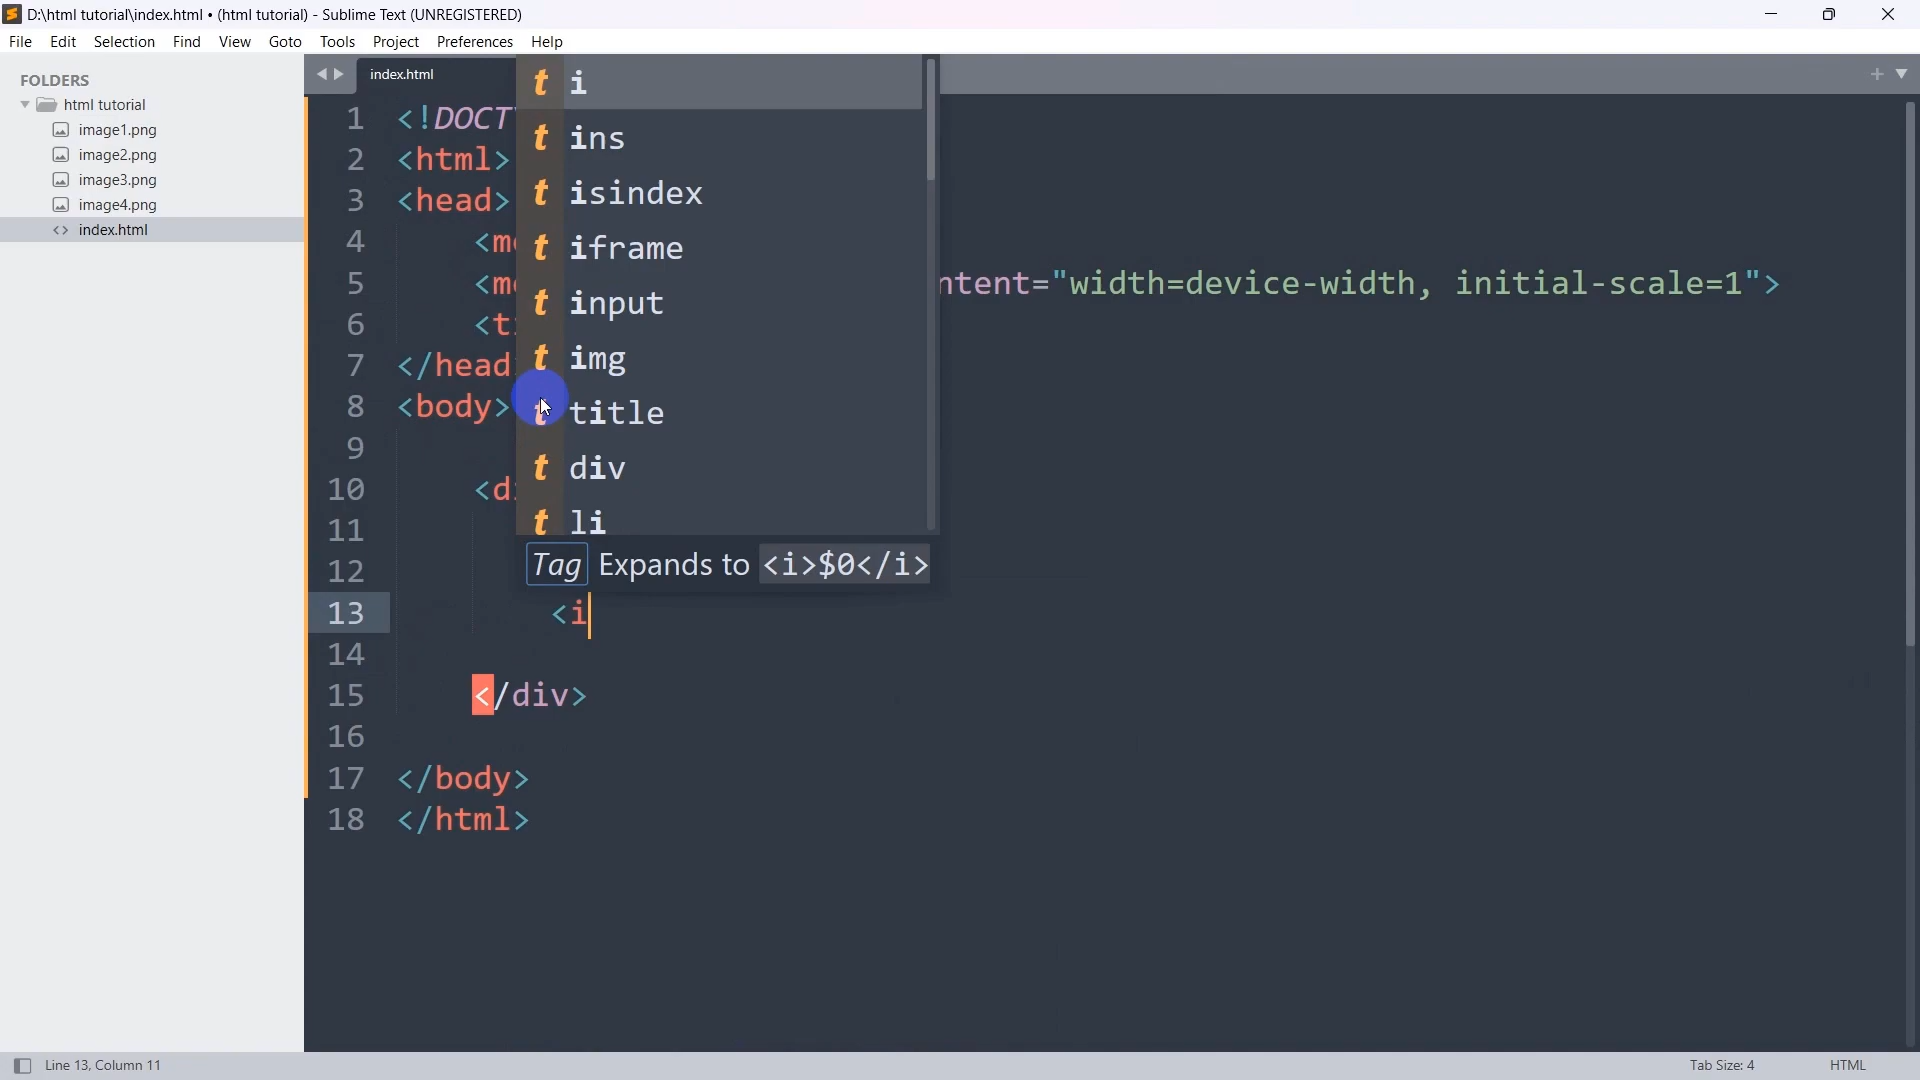 D:\html tutorial\index.html • (html tutorial) - Sublime Text (UNREGISTERED)
File Edit Selection Find View Goto Tools Project Preferences Help
FOLDERS
html tutorial
image1.png
image2.png
image3.png
image4.png
index.html
index.html
1 <!DOCT
2 <html>
3 <head>
4 <m
5 <m ntent="width=device-width, initial-scale=1">
6 <t
7 </head
8 <body>
9
10 <d
11
12
13 <i
14
15 </div>
16
17 </body>
18 </html>
t i
t ins
t isindex
t iframe
t input
t img
t title
t div
t li
Tag Expands to <i>$0</i>
Line 13, Column 11
Tab Size: 4
HTML